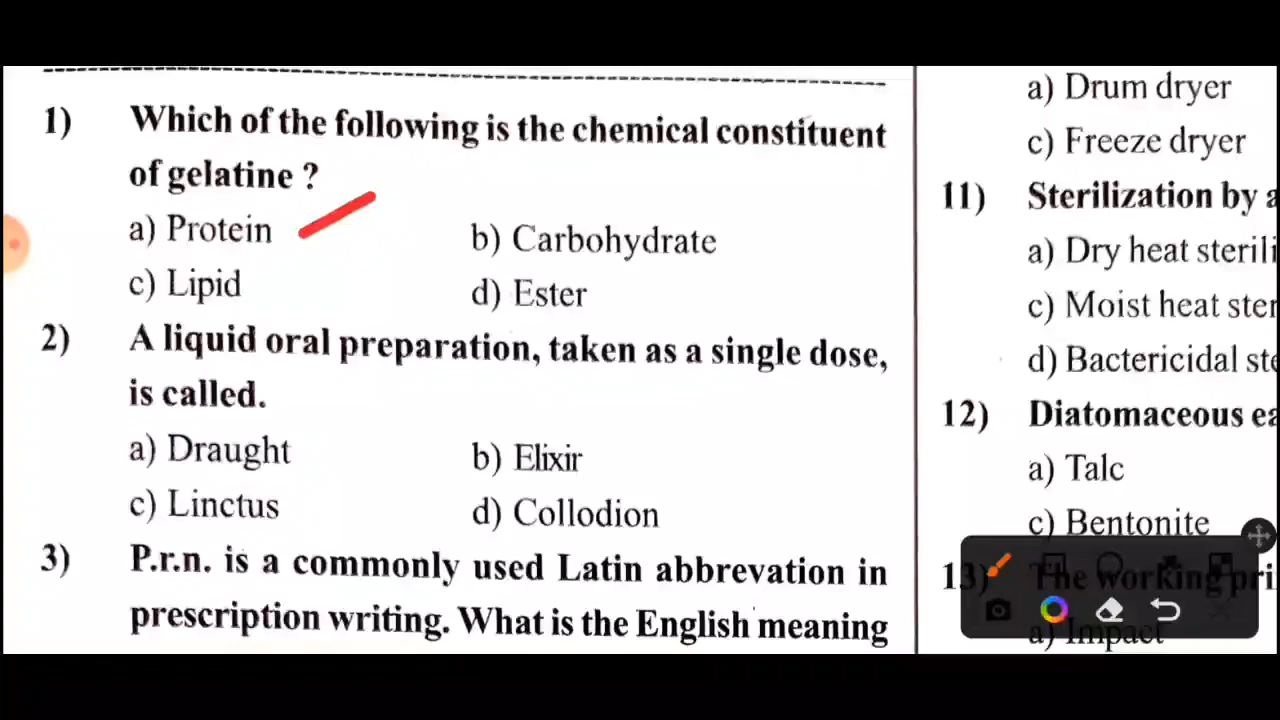 1) Which of the following is the chemical constituent
of gelatine ?
a) Protein b) Carbohydrate
c) Lipid d) Ester
2) A liquid oral preparation, taken as a single dose,
is called.
a) Draught b) Elixir
c) Linctus d) Collodion
3) P.r.n. is a commonly used Latin abbrevation in
prescription writing. What is the English meaning
a) Drum dryer
c) Freeze dryer
11) Sterilization by
a) Dry heat
c) Moist heat
d) Bactericidal
12) Diatomaceous
a) Talc
c) Bentonite
13) The working
a) Impact